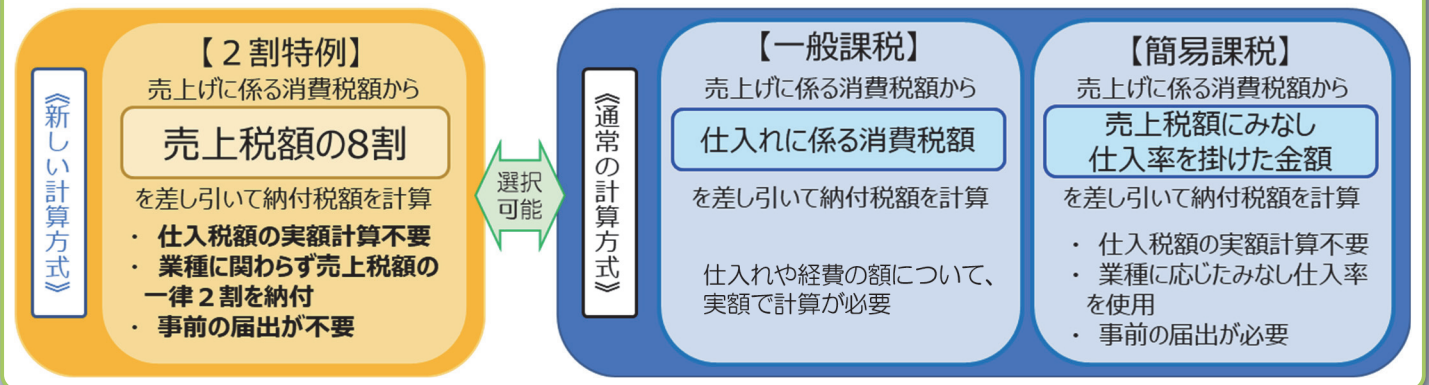 《新しい計算方式》
【２割特例】
売上げに係る消費税額から
売上税額の8割
を差し引いて納付税額を計算
・ 仕入税額の実額計算不要
・ 業種に関わらず売上税額の
一律２割を納付
・ 事前の届出が不要
選択
可能
《通常の計算方式》
【一般課税】
売上げに係る消費税額から
仕入れに係る消費税額
を差し引いて納付税額を計算
仕入れや経費の額について、
実額で計算が必要
【簡易課税】
売上げに係る消費税額から
売上税額にみなし
仕入率を掛けた金額
を差し引いて納付税額を計算
・ 仕入税額の実額計算不要
・ 業種に応じたみなし仕入率
を使用
・ 事前の届出が必要